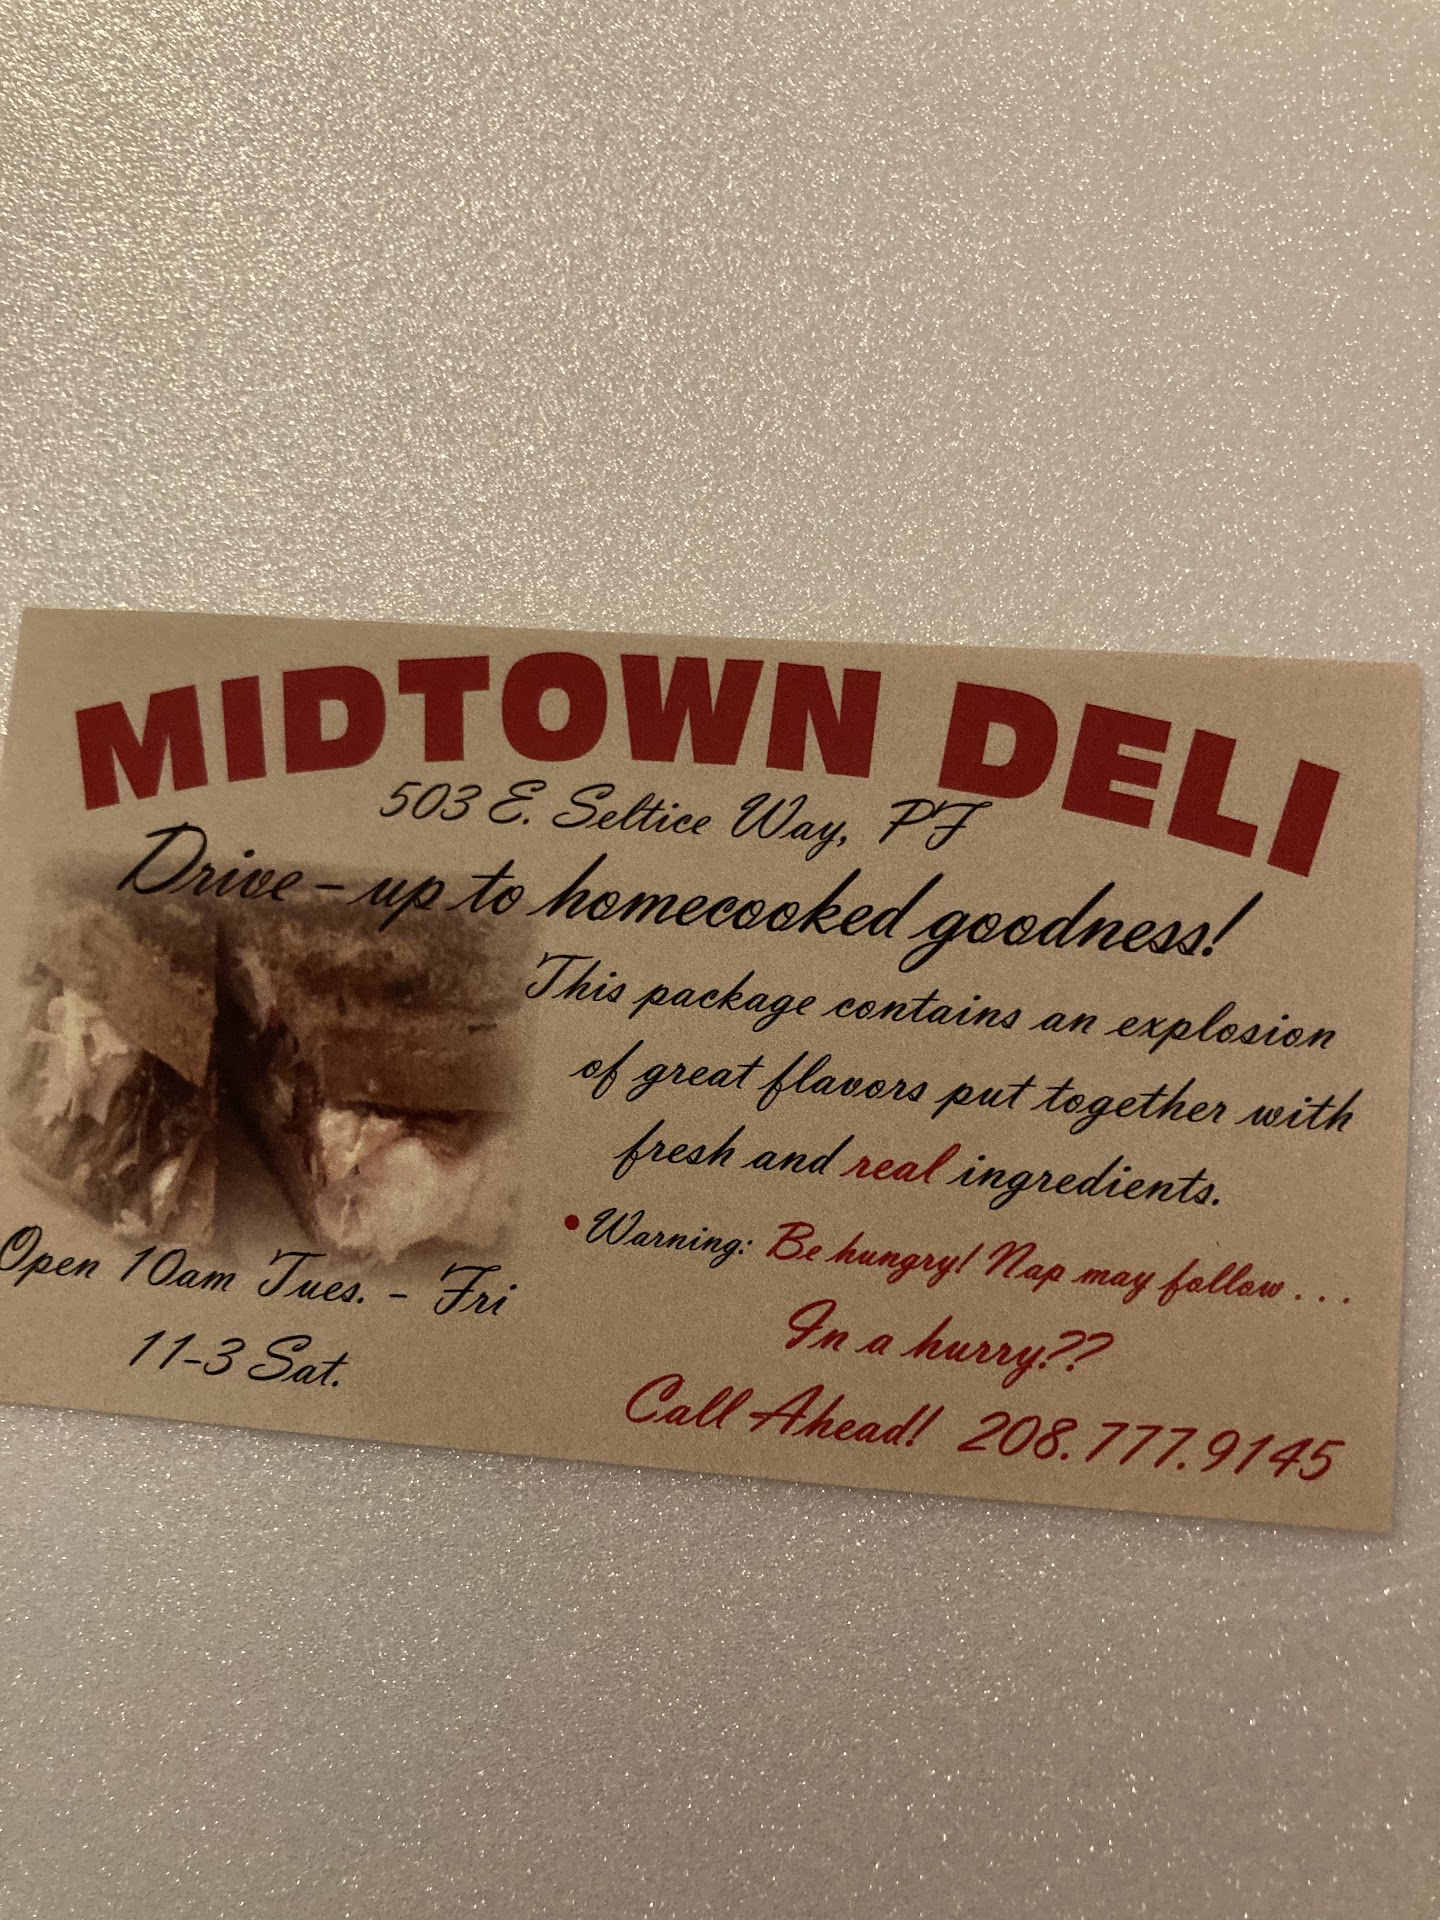 MIDTOWN DELI
503 E. Seltice Way, PF
Drive-up to homecooked goodness!
This package contains an explosion
of great flavors put together with
fresh and real ingredients.
• Warning: Be hungry! Nap may follow...
In a hurry??
Call Ahead! 208.777.9145
Open 10am Tues. - Fri
11-3 Sat.